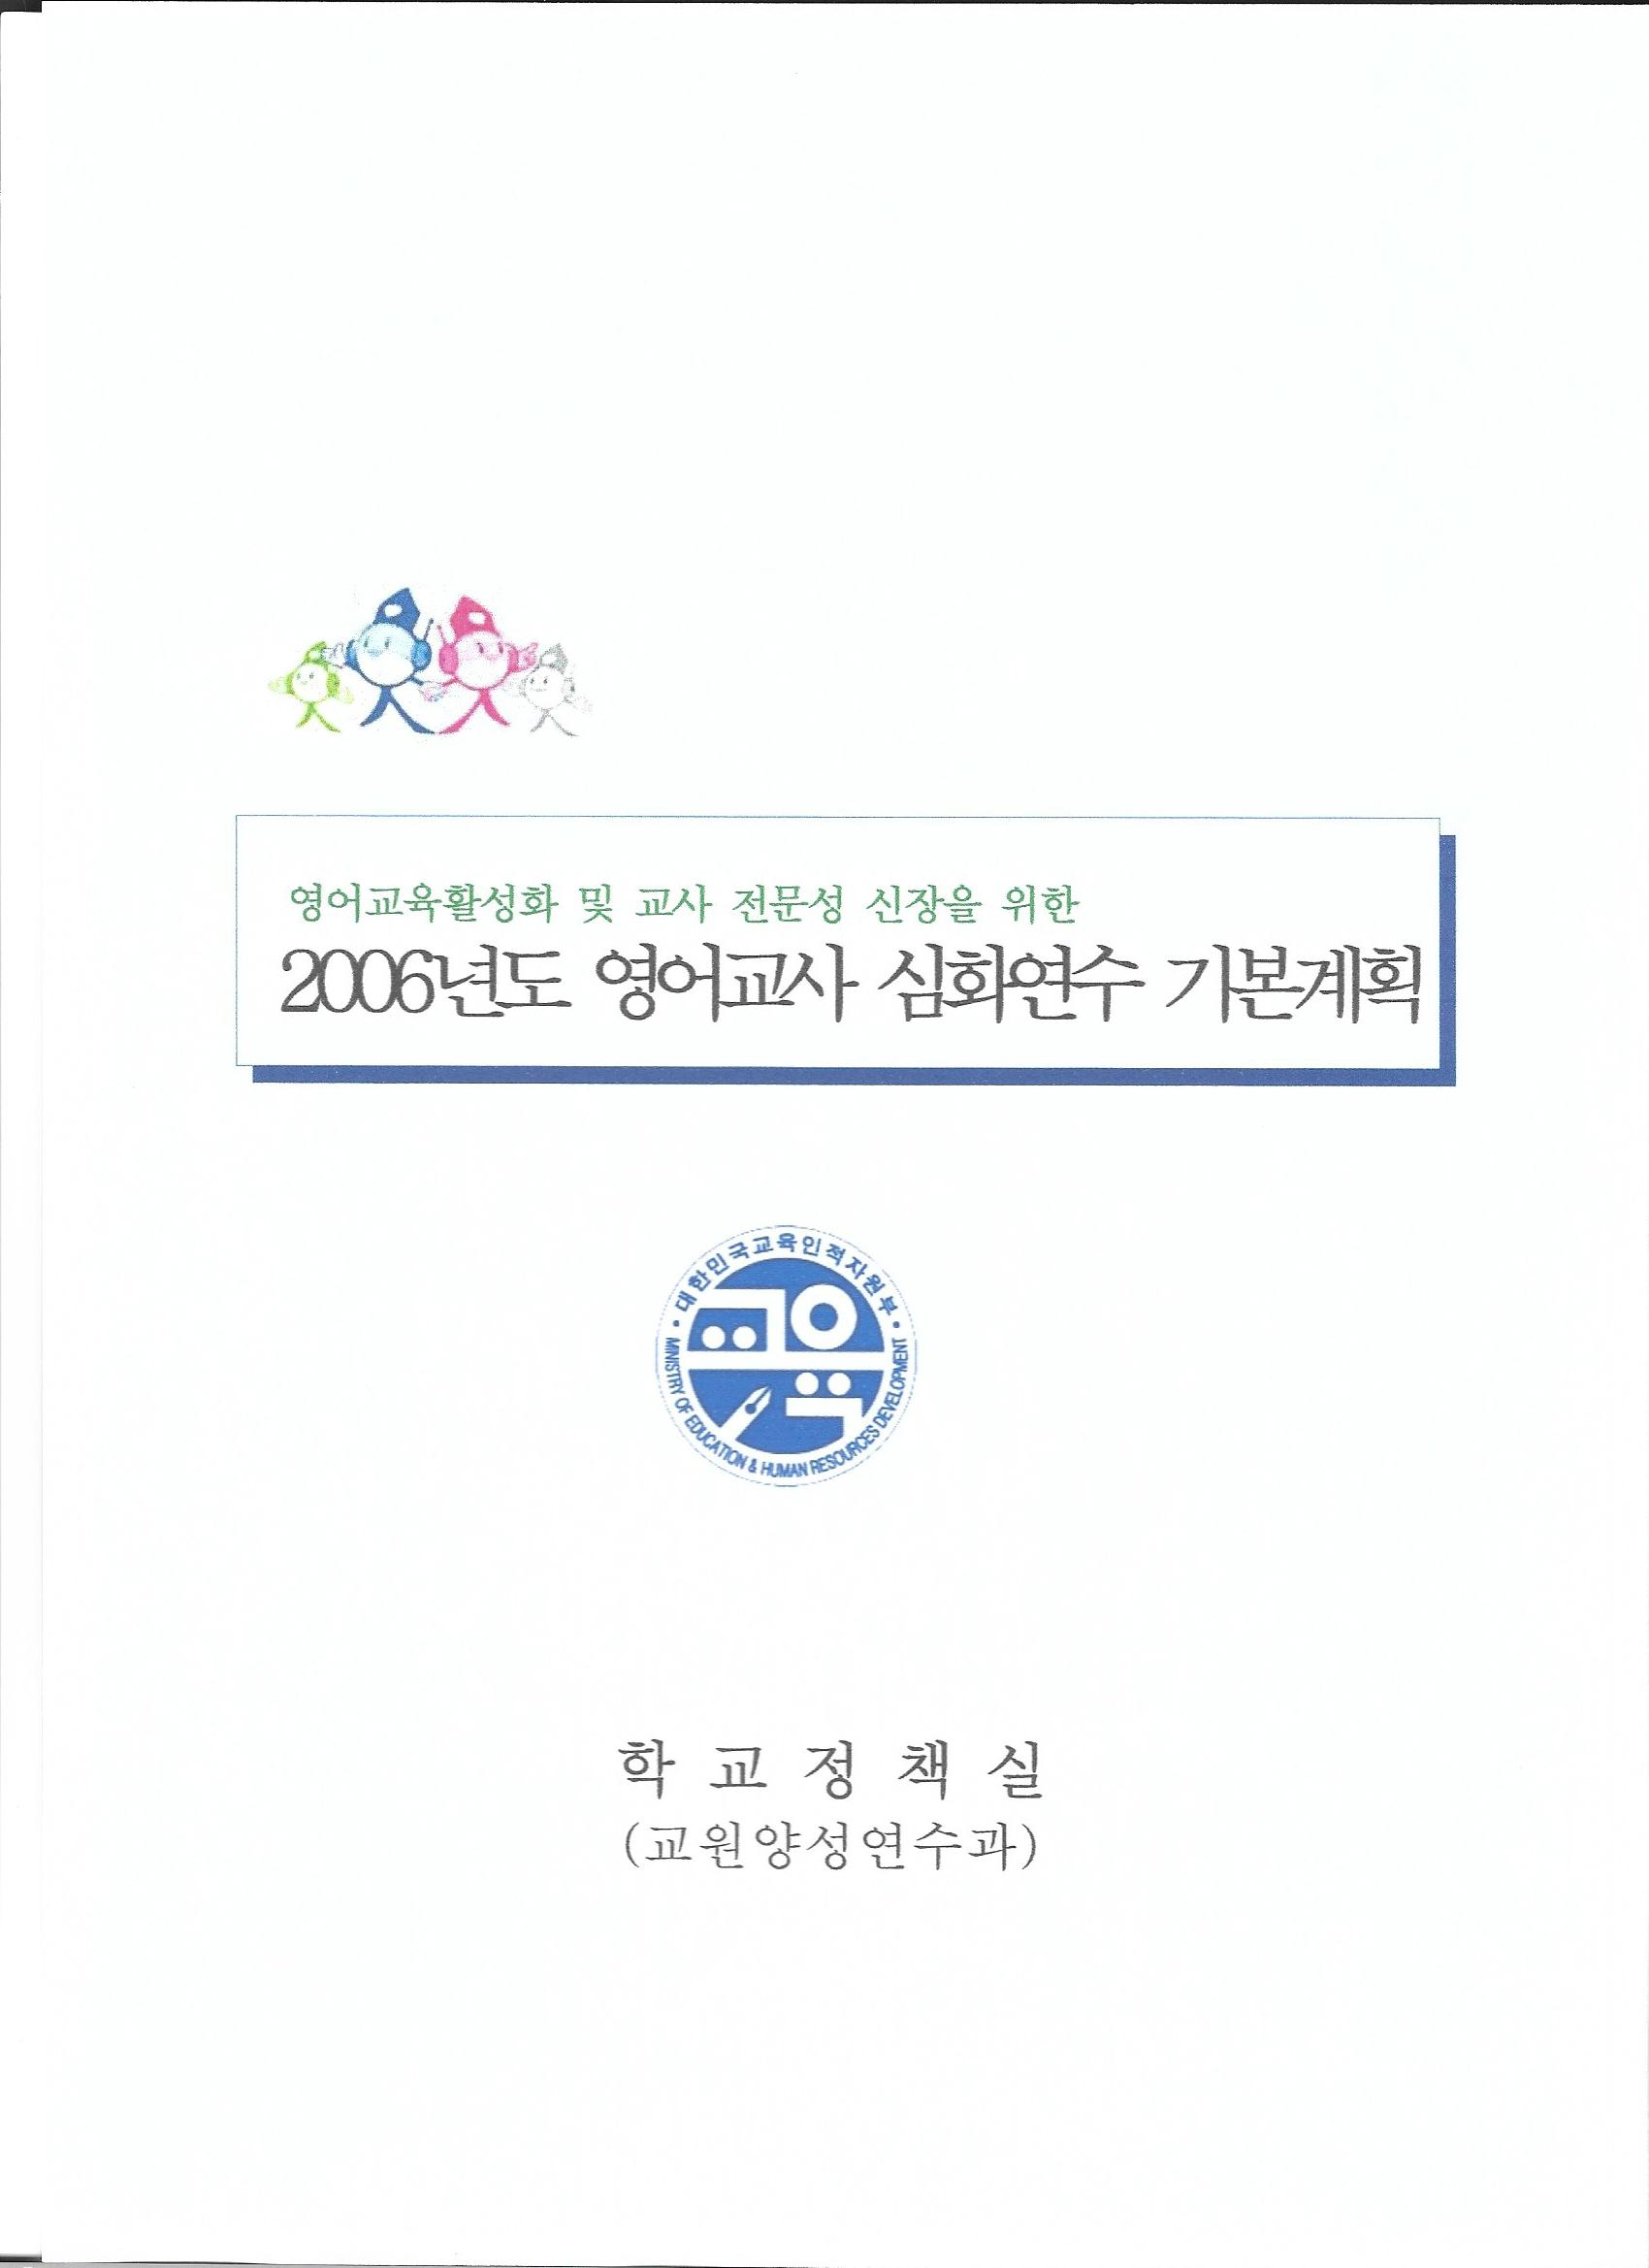 영어교육활성화 및 교사 전문성 신장을 위한
2006년도 영어교사 심화연수 기본계획
대한민국교육인적자원부
교육
MINISTRY OF EDUCATION & HUMAN RESOURCES DEVELOPMENT
학 교 정 책 실
(교원양성연수과)